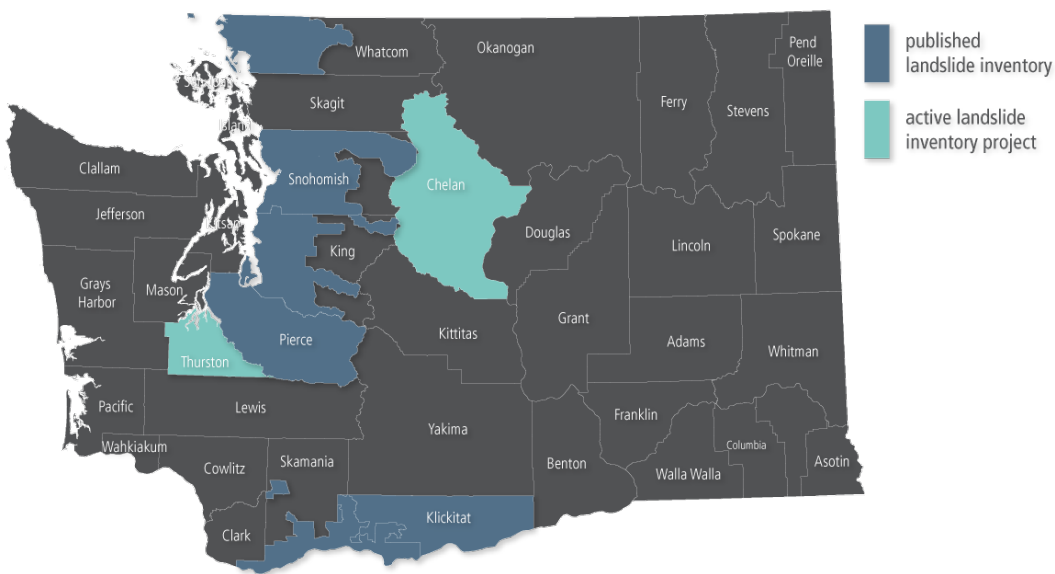 published
landslide inventory
active landslide
inventory project
Whatcom
Okanogan
Pend
Oreille
Skagit
Ferry
Stevens
Island
Clallam
Snohomish
Chelan
Jefferson
Douglas
Lincoln
Spokane
King
Grays
Harbor
Mason
Grant
Kittitas
Pierce
Adams
Whitman
Thurston
Pacific
Lewis
Yakima
Franklin
Wahkiakum
Cowlitz
Skamania
Benton
Columbia
Walla Walla
Asotin
Clark
Klickitat